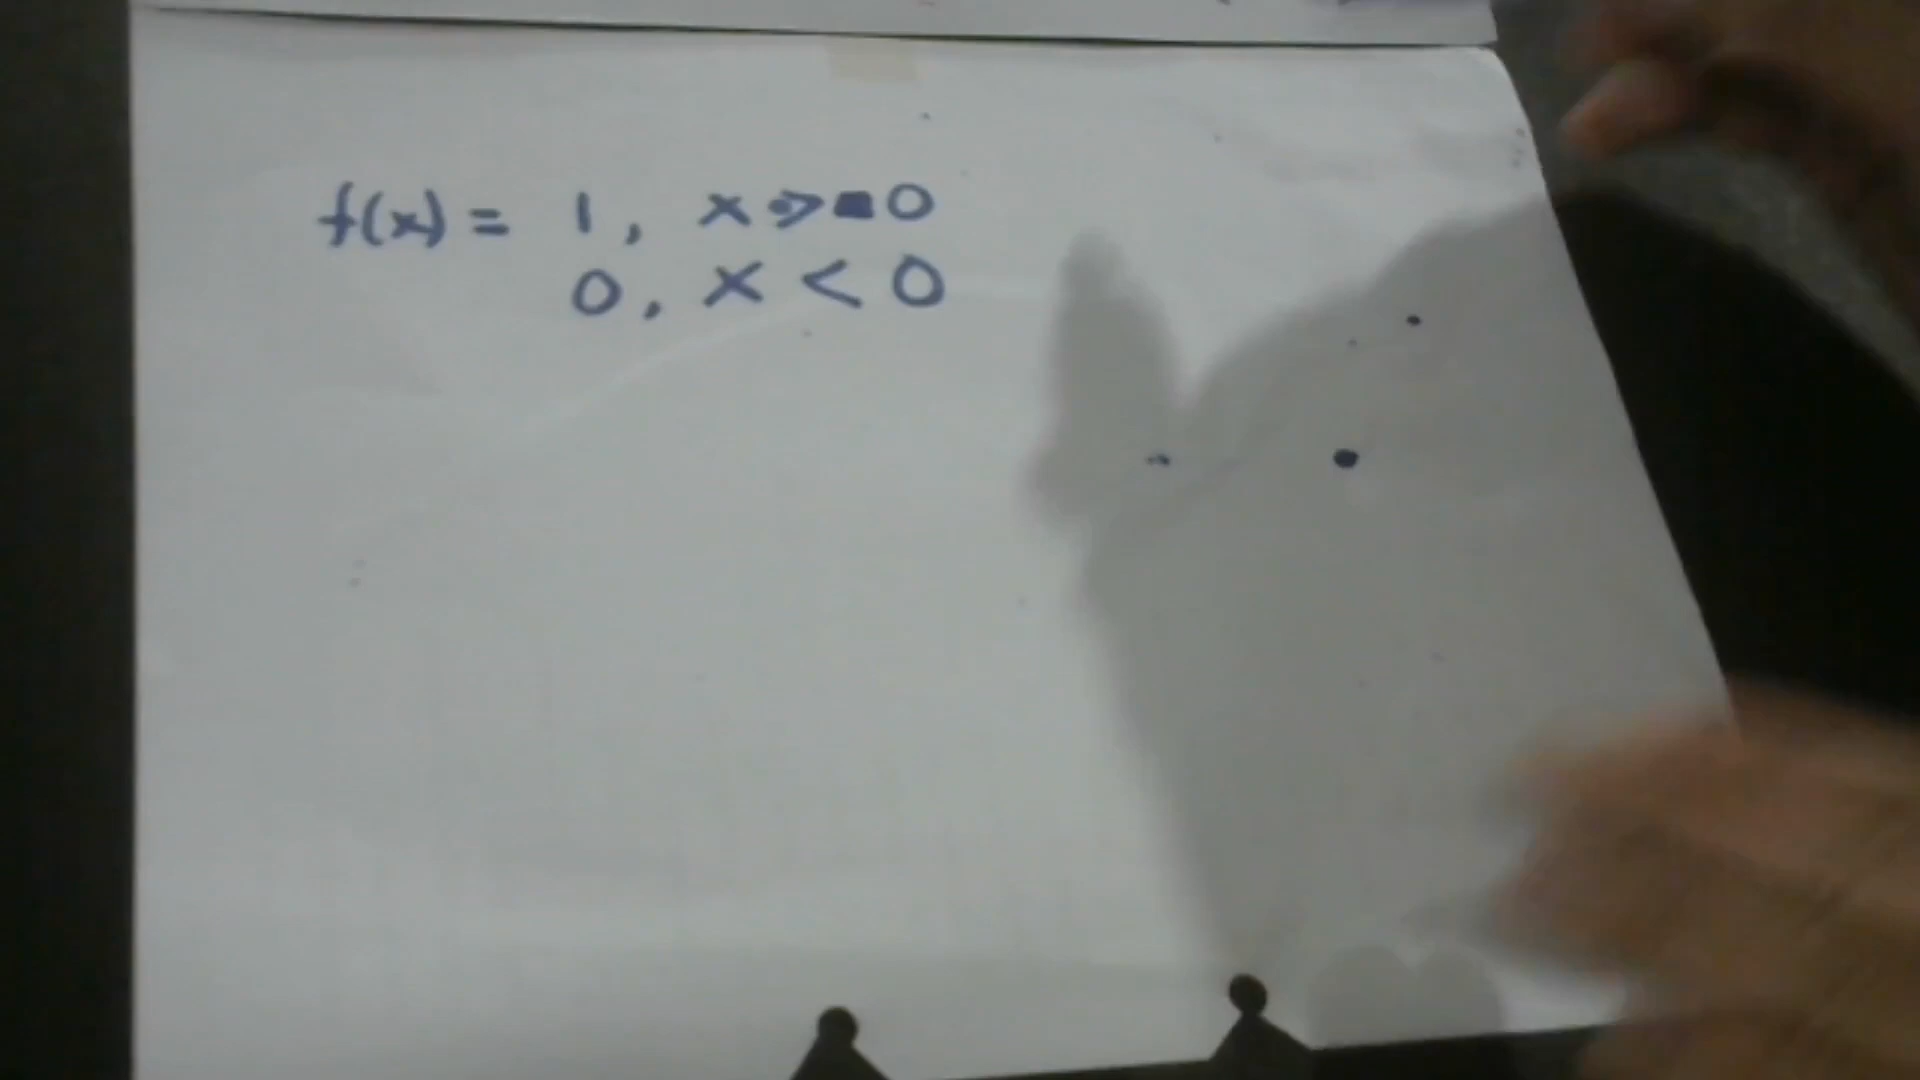 f(x) = 1, x > 0
0, x < 0